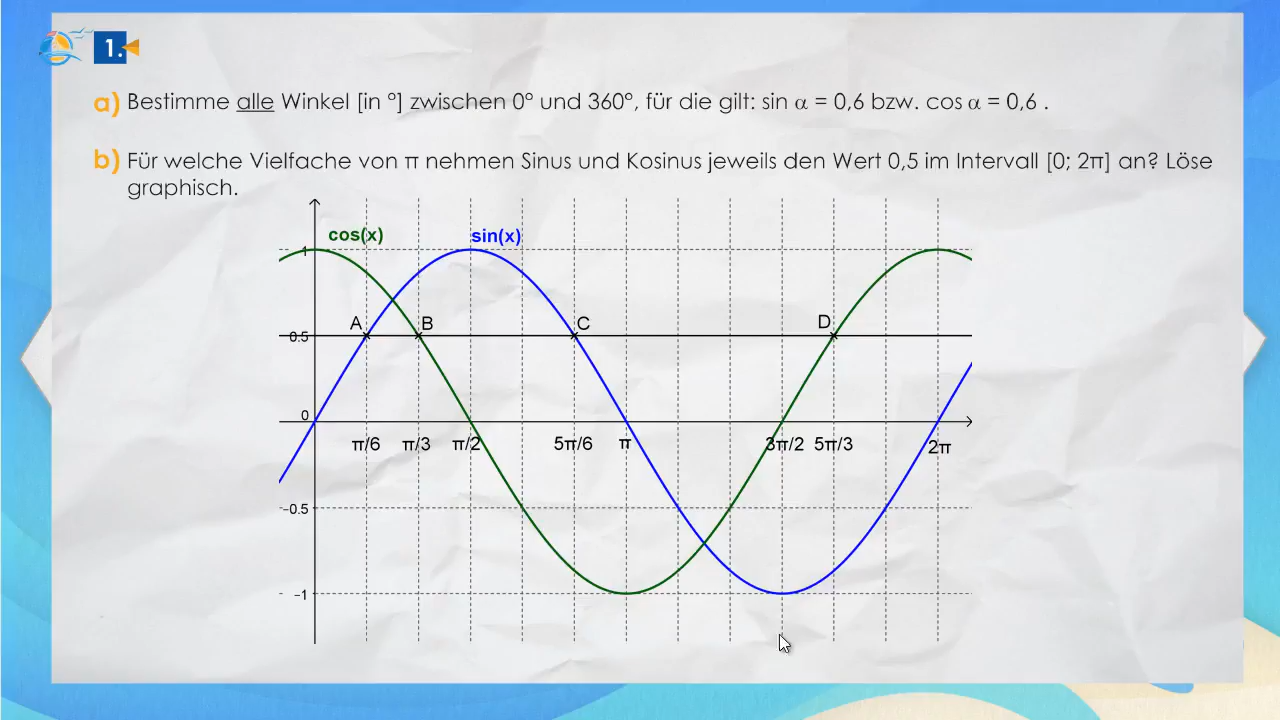 1.
a) Bestimme alle Winkel [in °] zwischen 0° und 360°, für die gilt: sin α = 0,6 bzw. cos α = 0,6 .
b) Für welche Vielfache von π nehmen Sinus und Kosinus jeweils den Wert 0,5 im Intervall [0; 2π] an? Löse
graphisch.
cos(x) sin(x)
1
A B C D
0.5
0
π/6 π/3 π/2 5π/6 π 3π/2 5π/3 2π
−0.5
−1